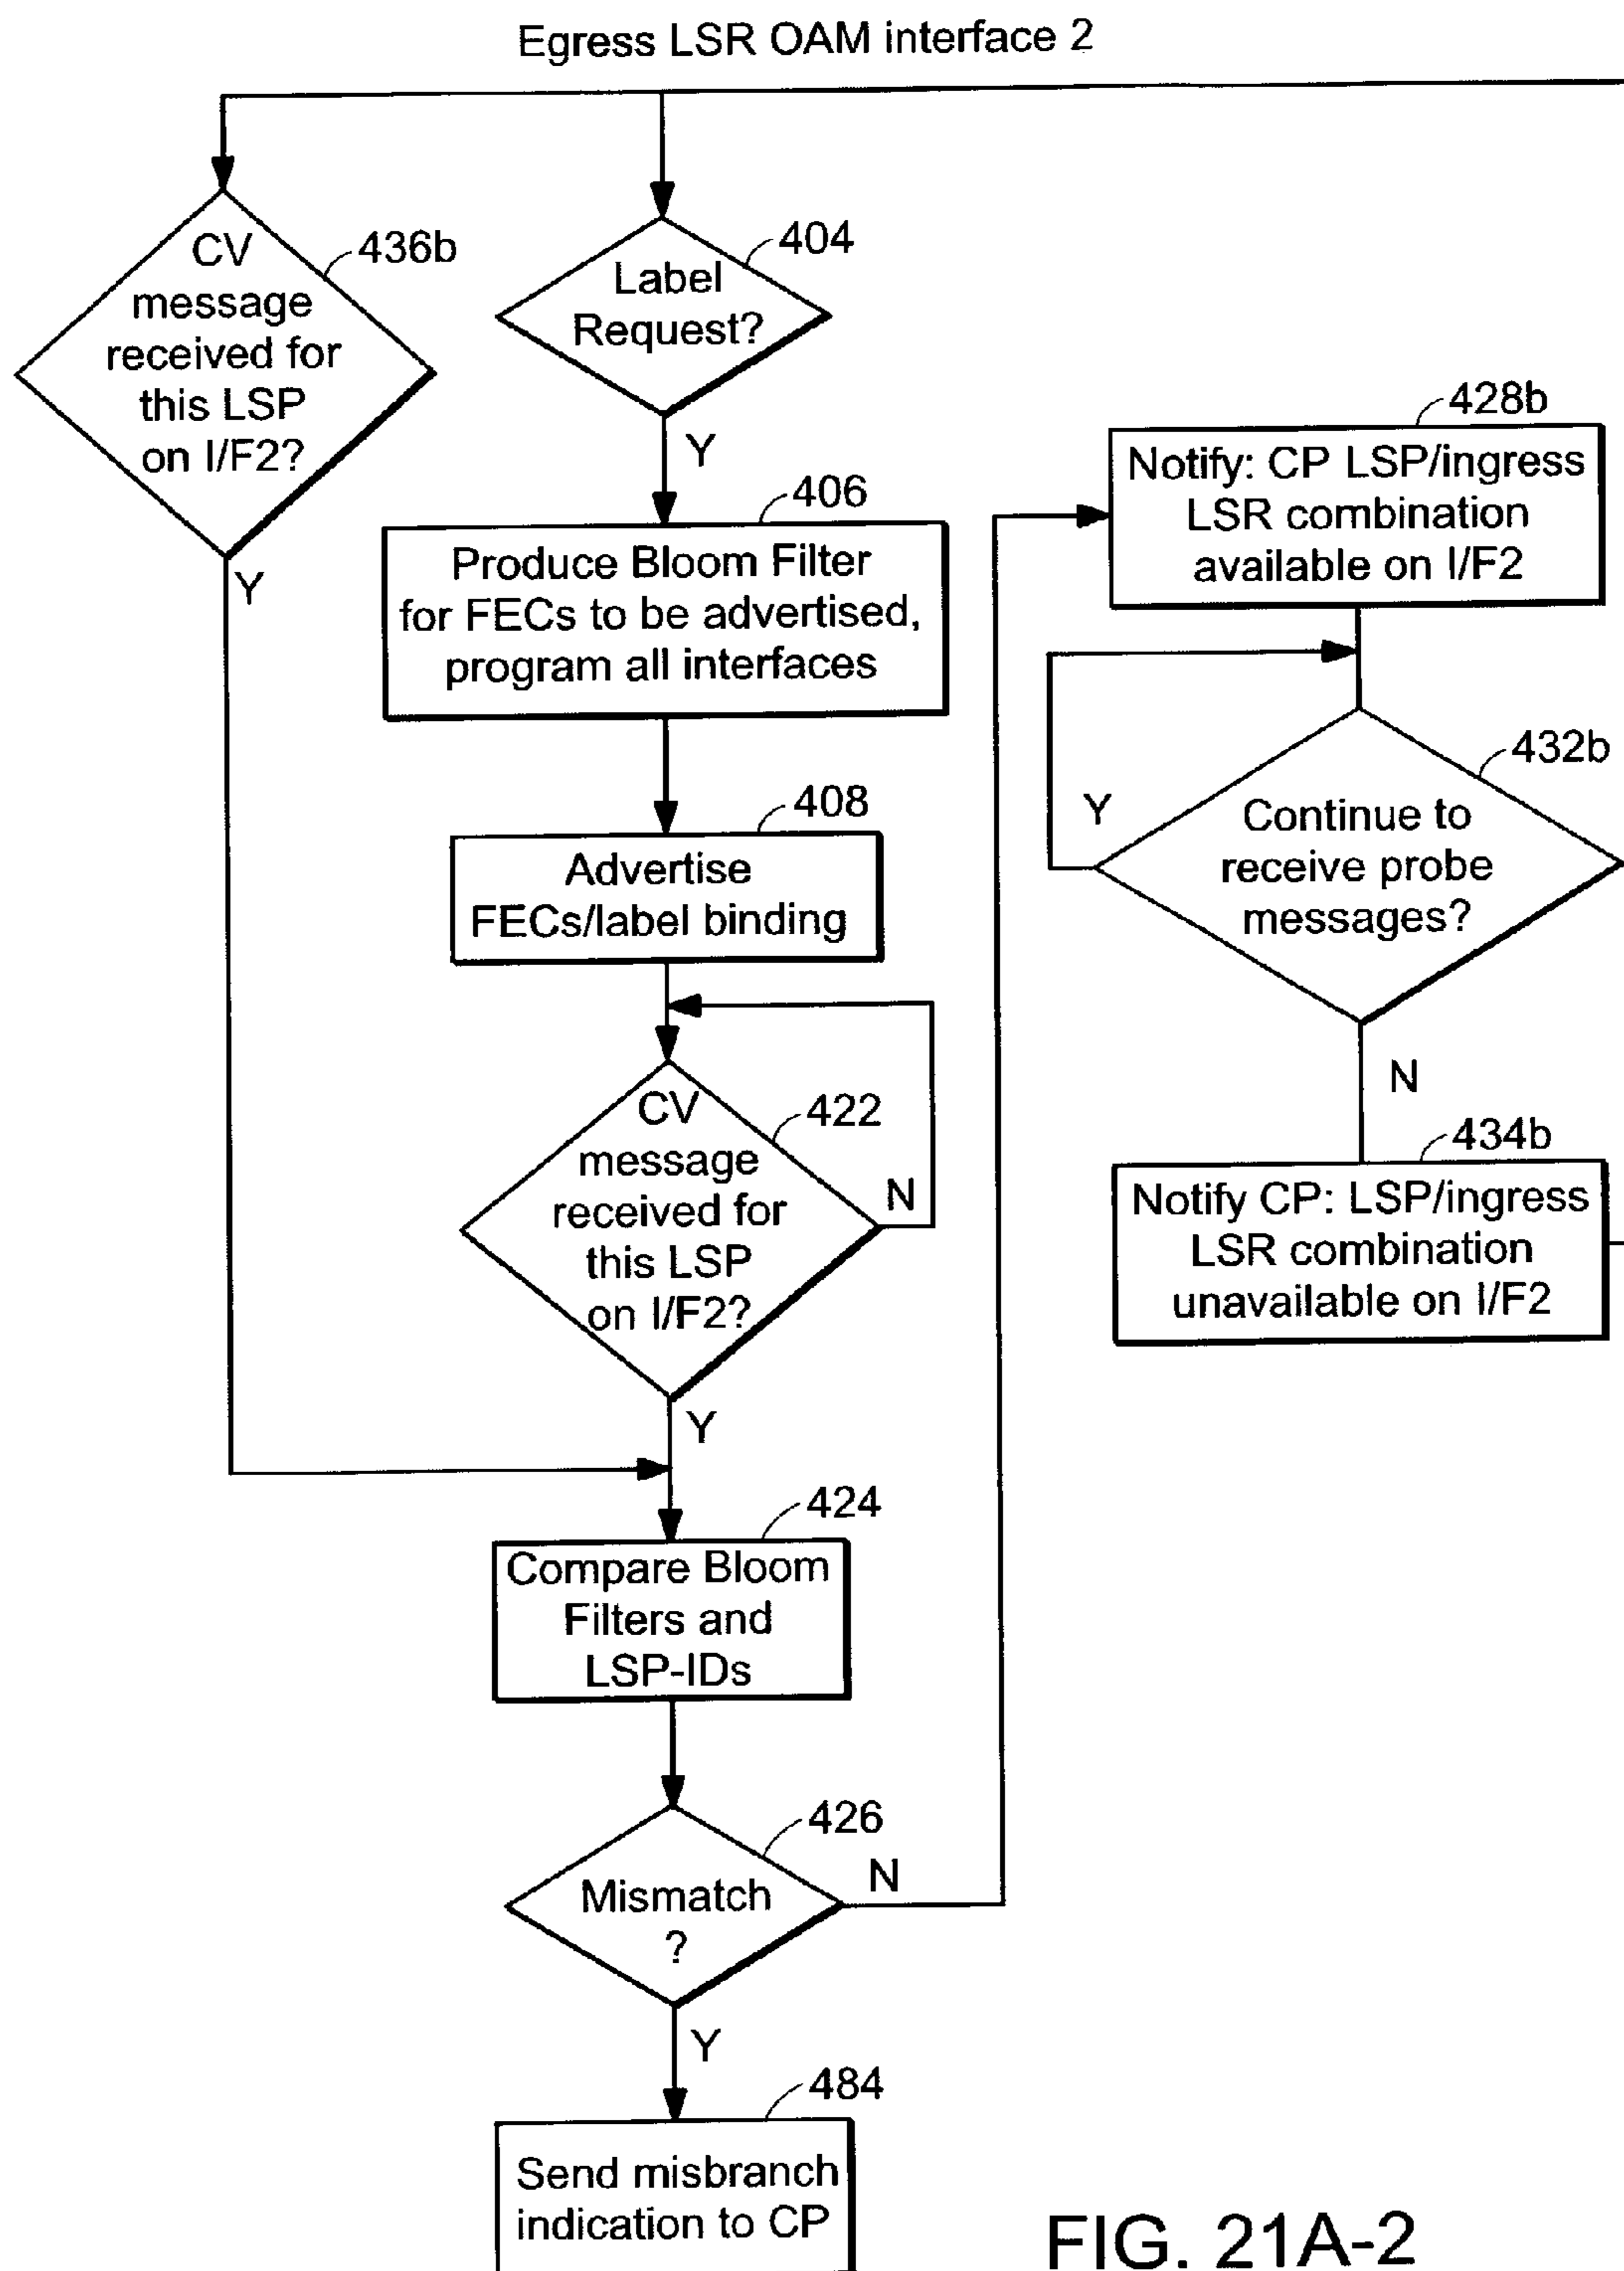 Egress LSR OAM interface 2
CV
message
received for
this LSP
on I/F2?
436b
Y
Label
Request?
404
Y
406
Produce Bloom Filter
for FECs to be advertised,
program all interfaces
408
Advertise
FECs/label binding
CV
message
received for
this LSP
on I/F2?
422
N
Y
424
Compare Bloom
Filters and
LSP-IDs
426
Mismatch
?
N
Y
484
Send misbranch
indication to CP
428b
Notify: CP LSP/ingress
LSR combination
available on I/F2
432b
Continue to
receive probe
messages?
Y
N
434b
Notify CP: LSP/ingress
LSR combination
unavailable on I/F2
FIG. 21A-2